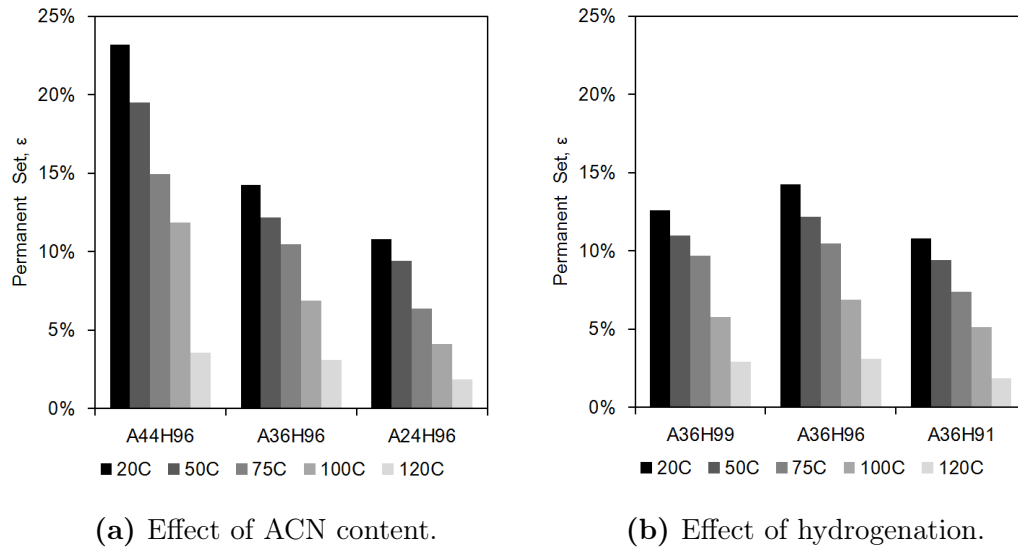 25%
20%
15%
10%
5%
0%
Permanent Set, ε
A44H96 A36H96 A24H96
20C 50C 75C 100C 120C
(a) Effect of ACN content.
25%
20%
15%
10%
5%
0%
Permanent Set, ε
A36H99 A36H96 A36H91
20C 50C 75C 100C 120C
(b) Effect of hydrogenation.